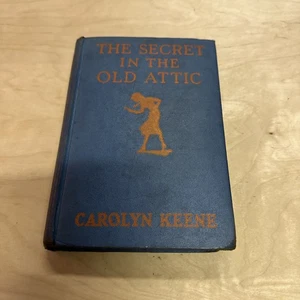 THE SECRET
IN THE
OLD ATTIC
CAROLYN KEENE